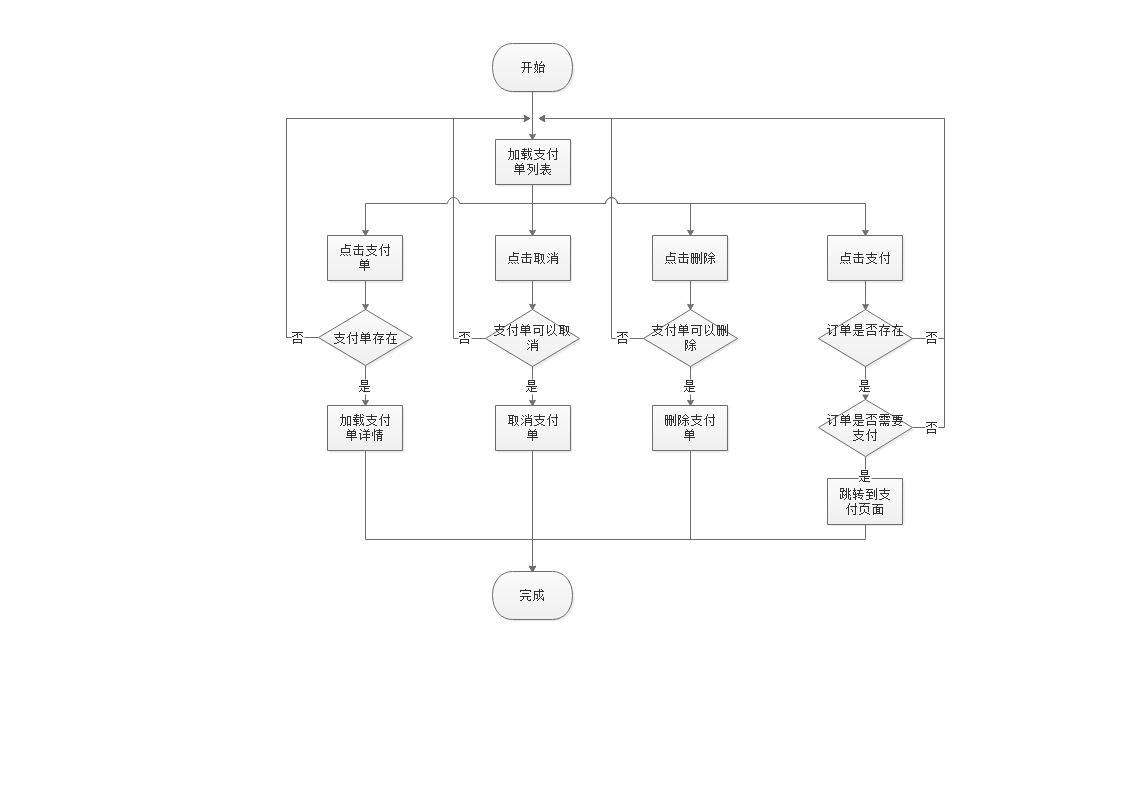 开始
加载支付
单列表
点击支付
单
点击取消
点击删除
点击支付
否
支付单存在
否
支付单可以取
消
否
支付单可以删
除
订单是否存在
否
是
是
是
是
加载支付
单详情
取消支付
单
删除支付
单
订单是否需要
支付
否
是
跳转到支
付页面
完成